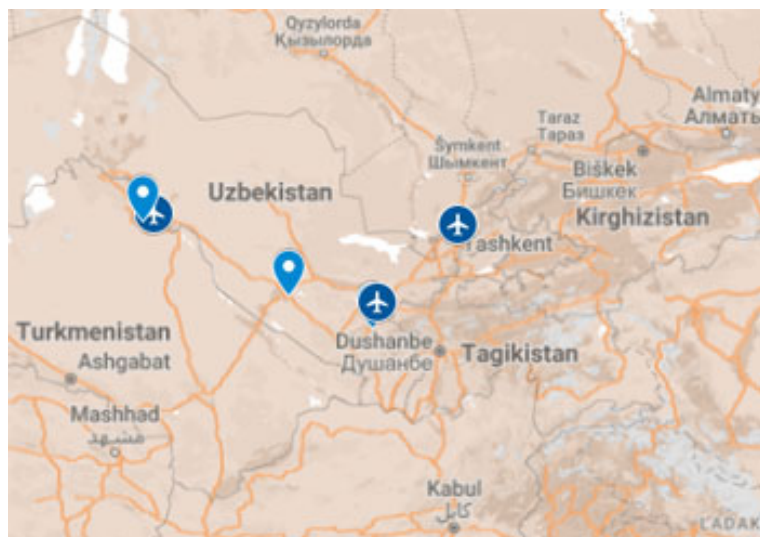 Qyzylorda
Қызылорда
Almaty
Алматы
Taraz
Тараз
Şymkent
Шымкент
Biškek
Бишкек
Uzbekistan
Kirghizistan
Tashkent
Turkmenistan
Ashgabat
Dushanbe
Душанбе
Tagikistan
Mashhad
مشهد
Kabul
کابل
LADAK